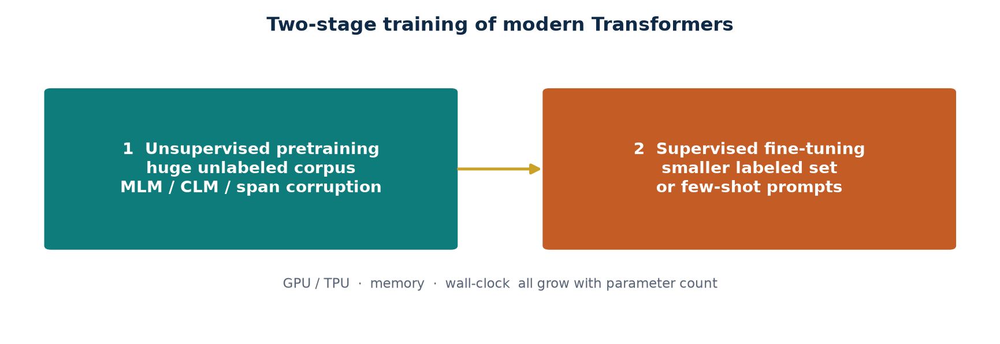 Two-stage training of modern Transformers
1  Unsupervised pretraining
huge unlabeled corpus
MLM / CLM / span corruption
2  Supervised fine-tuning
smaller labeled set
or few-shot prompts
GPU / TPU  ·  memory  ·  wall-clock  all grow with parameter count